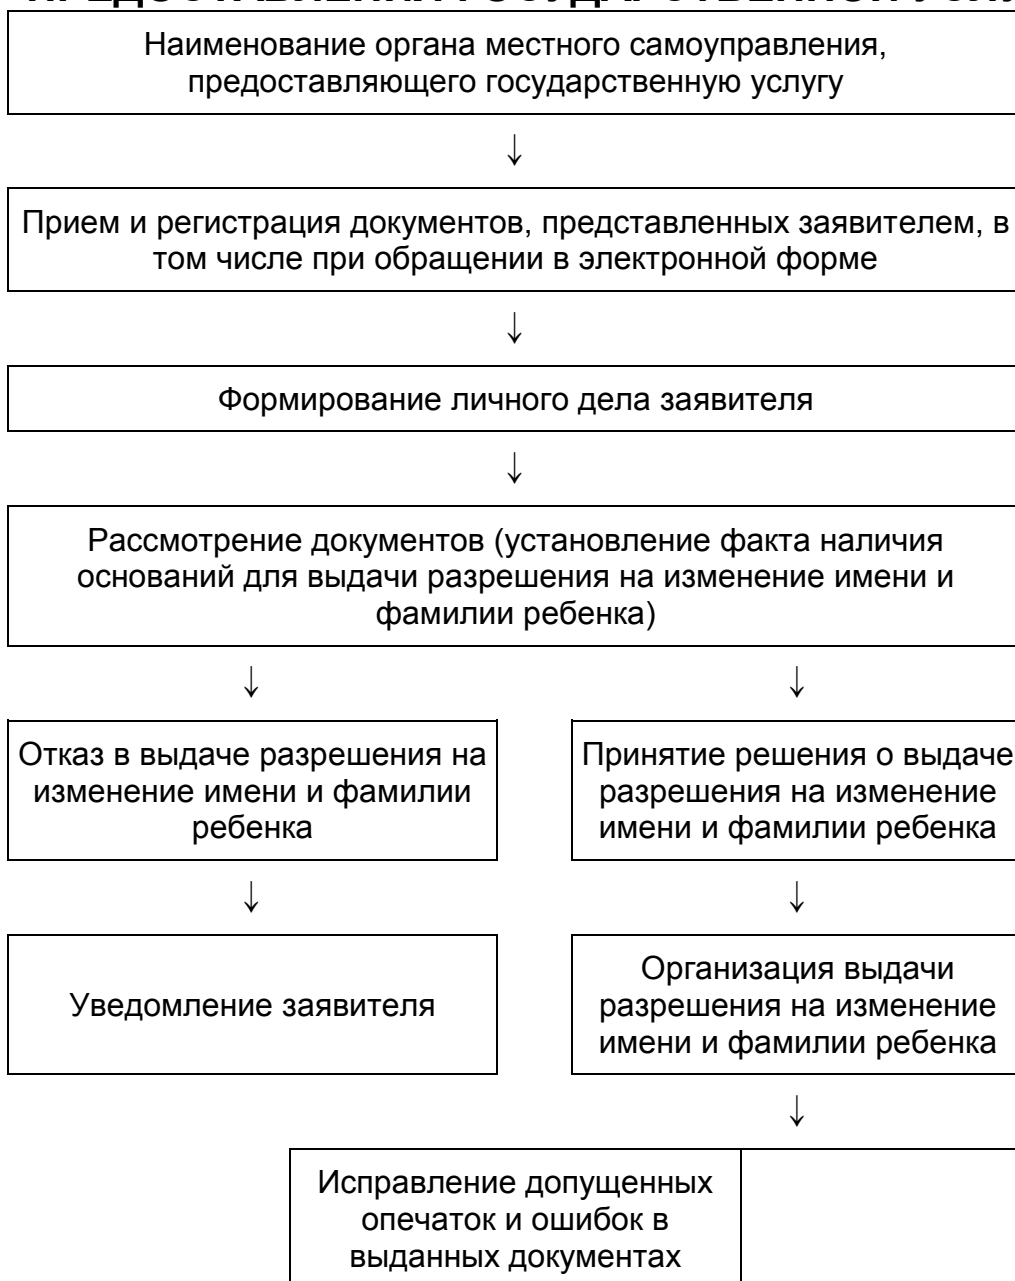 Наименование органа местного самоуправления,
предоставляющего государственную услугу
↓
Прием и регистрация документов, представленных заявителем, в
том числе при обращении в электронной форме
↓
Формирование личного дела заявителя
↓
Рассмотрение документов (установление факта наличия
оснований для выдачи разрешения на изменение имени и
фамилии ребенка)
↓ ↓
Отказ в выдаче разрешения на
изменение имени и фамилии
ребенка
Принятие решения о выдаче
разрешения на изменение
имени и фамилии ребенка
↓ ↓
Уведомление заявителя
Организация выдачи
разрешения на изменение
имени и фамилии ребенка
↓
Исправление допущенных
опечаток и ошибок в
выданных документах